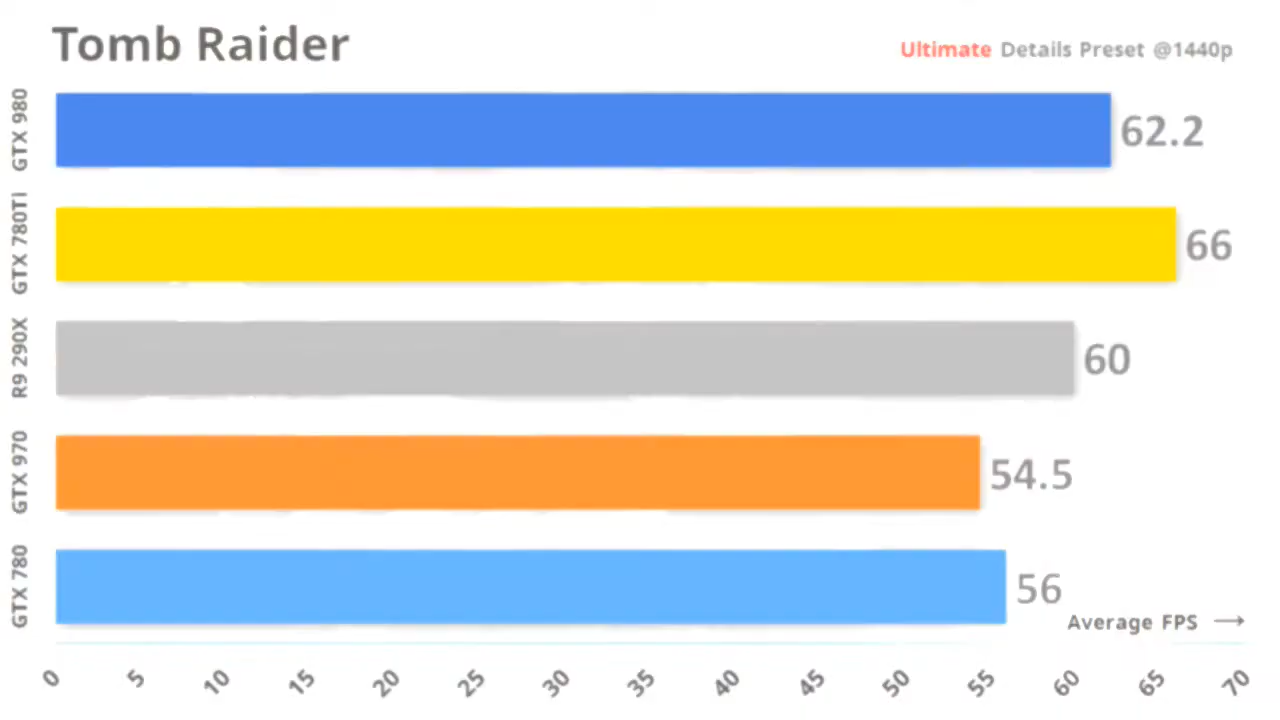 Tomb Raider
Ultimate Details Preset @1440p
GTX 980
62.2
GTX 780Ti
66
R9 290X
60
GTX 970
54.5
GTX 780
56
Average FPS →
0 5 10 15 20 25 30 35 40 45 50 55 60 65 70